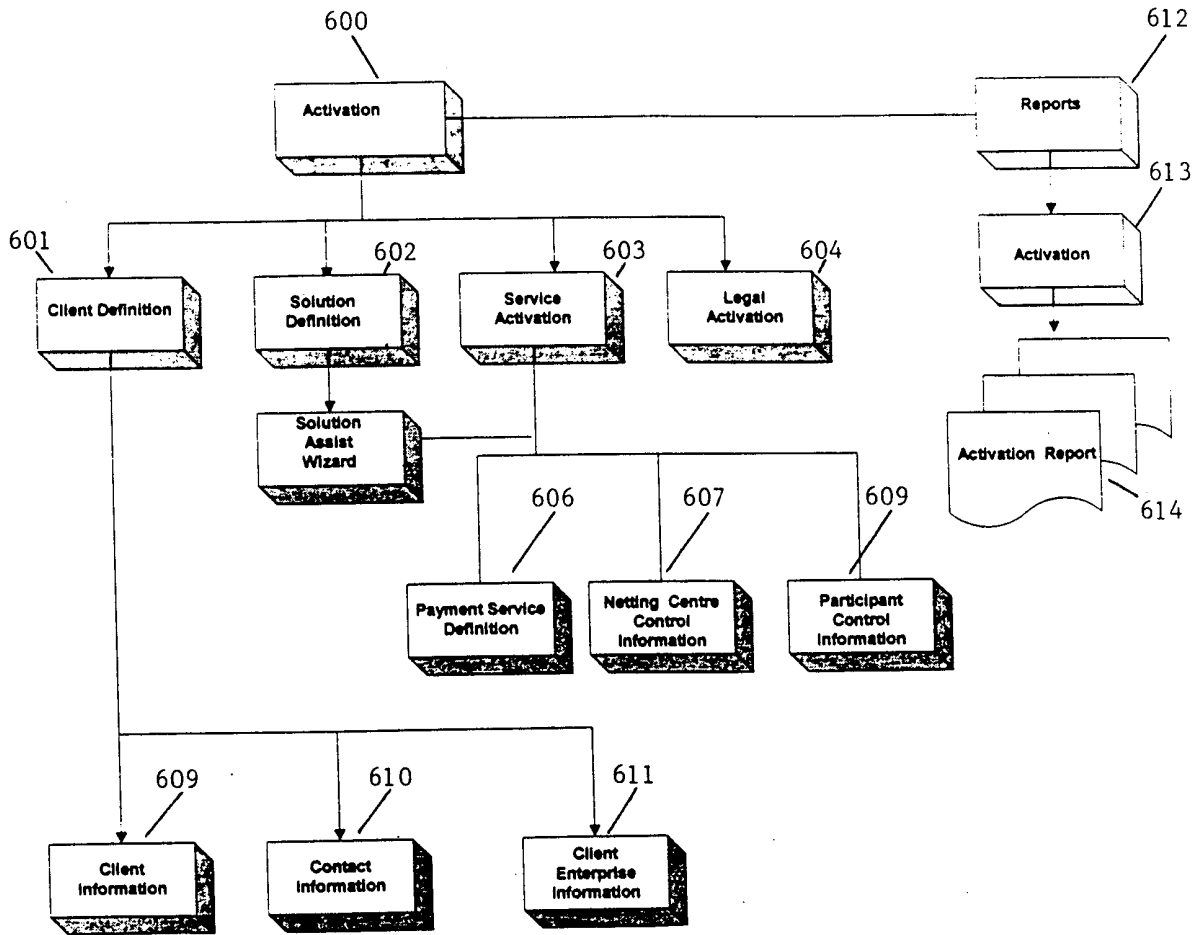 600
612
Activation
Reports
613
601
602
603
604
Activation
Client Definition
Solution
Definition
Service
Activation
Legal
Activation
Solution
Assist
Wizard
Activation Report
614
606
607
609
Payment Service
Definition
Netting Centre
Control
Information
Participant
Control
Information
609
610
611
Client
Information
Contact
Information
Client
Enterprise
Information